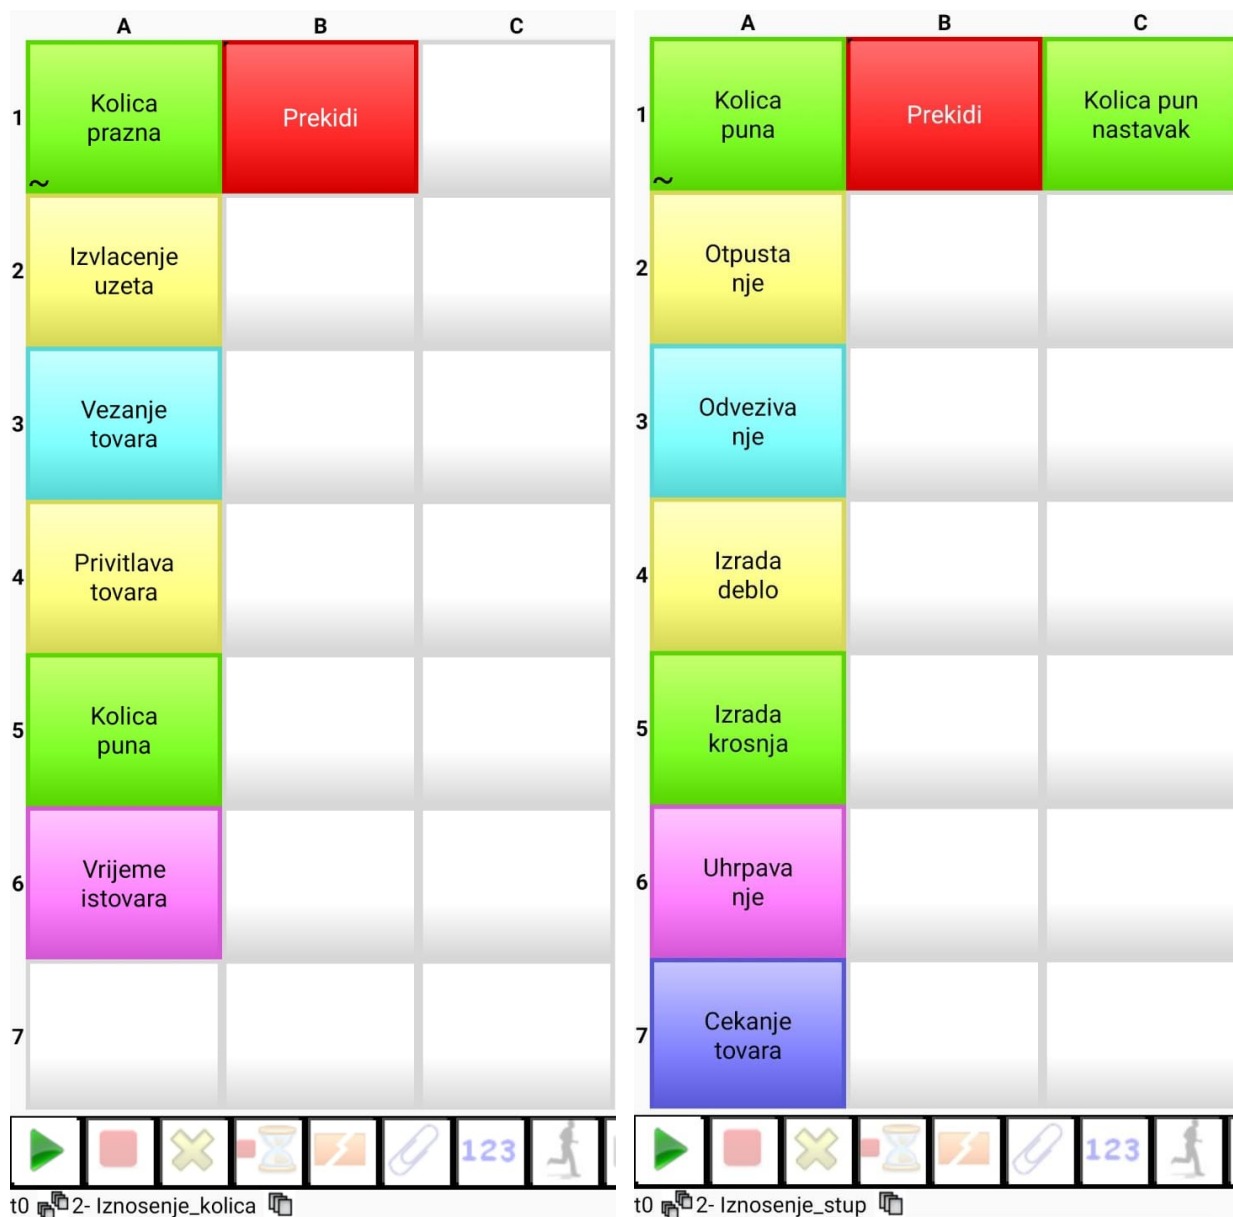 A B C
1
Kolica
prazna
~
Prekidi
2
Izvlacenje
uzeta
3
Vezanje
tovara
4
Privitlava
tovara
5
Kolica
puna
6
Vrijeme
istovara
7
123
t0 2- Iznosenje_kolica
A B C
1
Kolica
puna
~
Prekidi
Kolica pun
nastavak
2
Otpusta
nje
3
Odveziva
nje
4
Izrada
deblo
5
Izrada
krosnja
6
Uhrpava
nje
7
Cekanje
tovara
123
t0 2- Iznosenje_stup